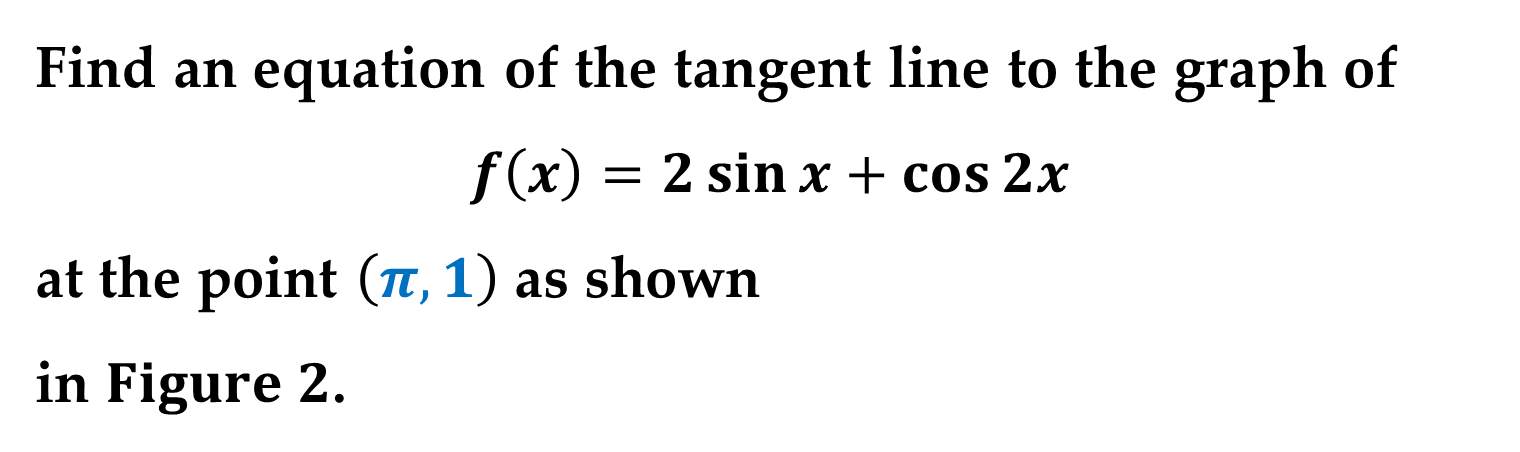 Find an equation of the tangent line to the graph of
f(x) = 2 sin x + cos 2x
at the point (π, 1) as shown
in Figure 2.